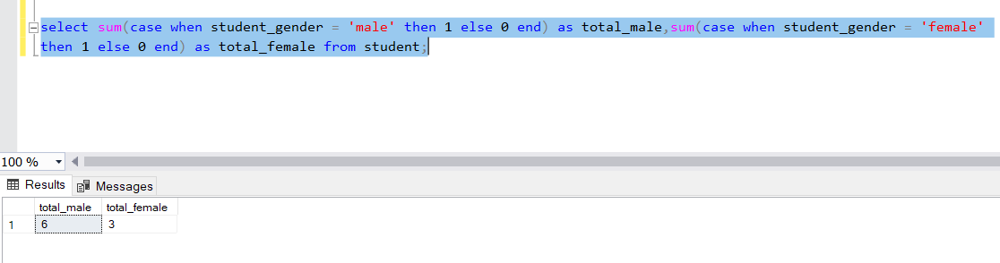 select sum(case when student_gender = 'male' then 1 else 0 end) as total_male,sum(case when student_gender = 'female'
then 1 else 0 end) as total_female from student;
100 %
Results Messages
total_male total_female
1 6 3